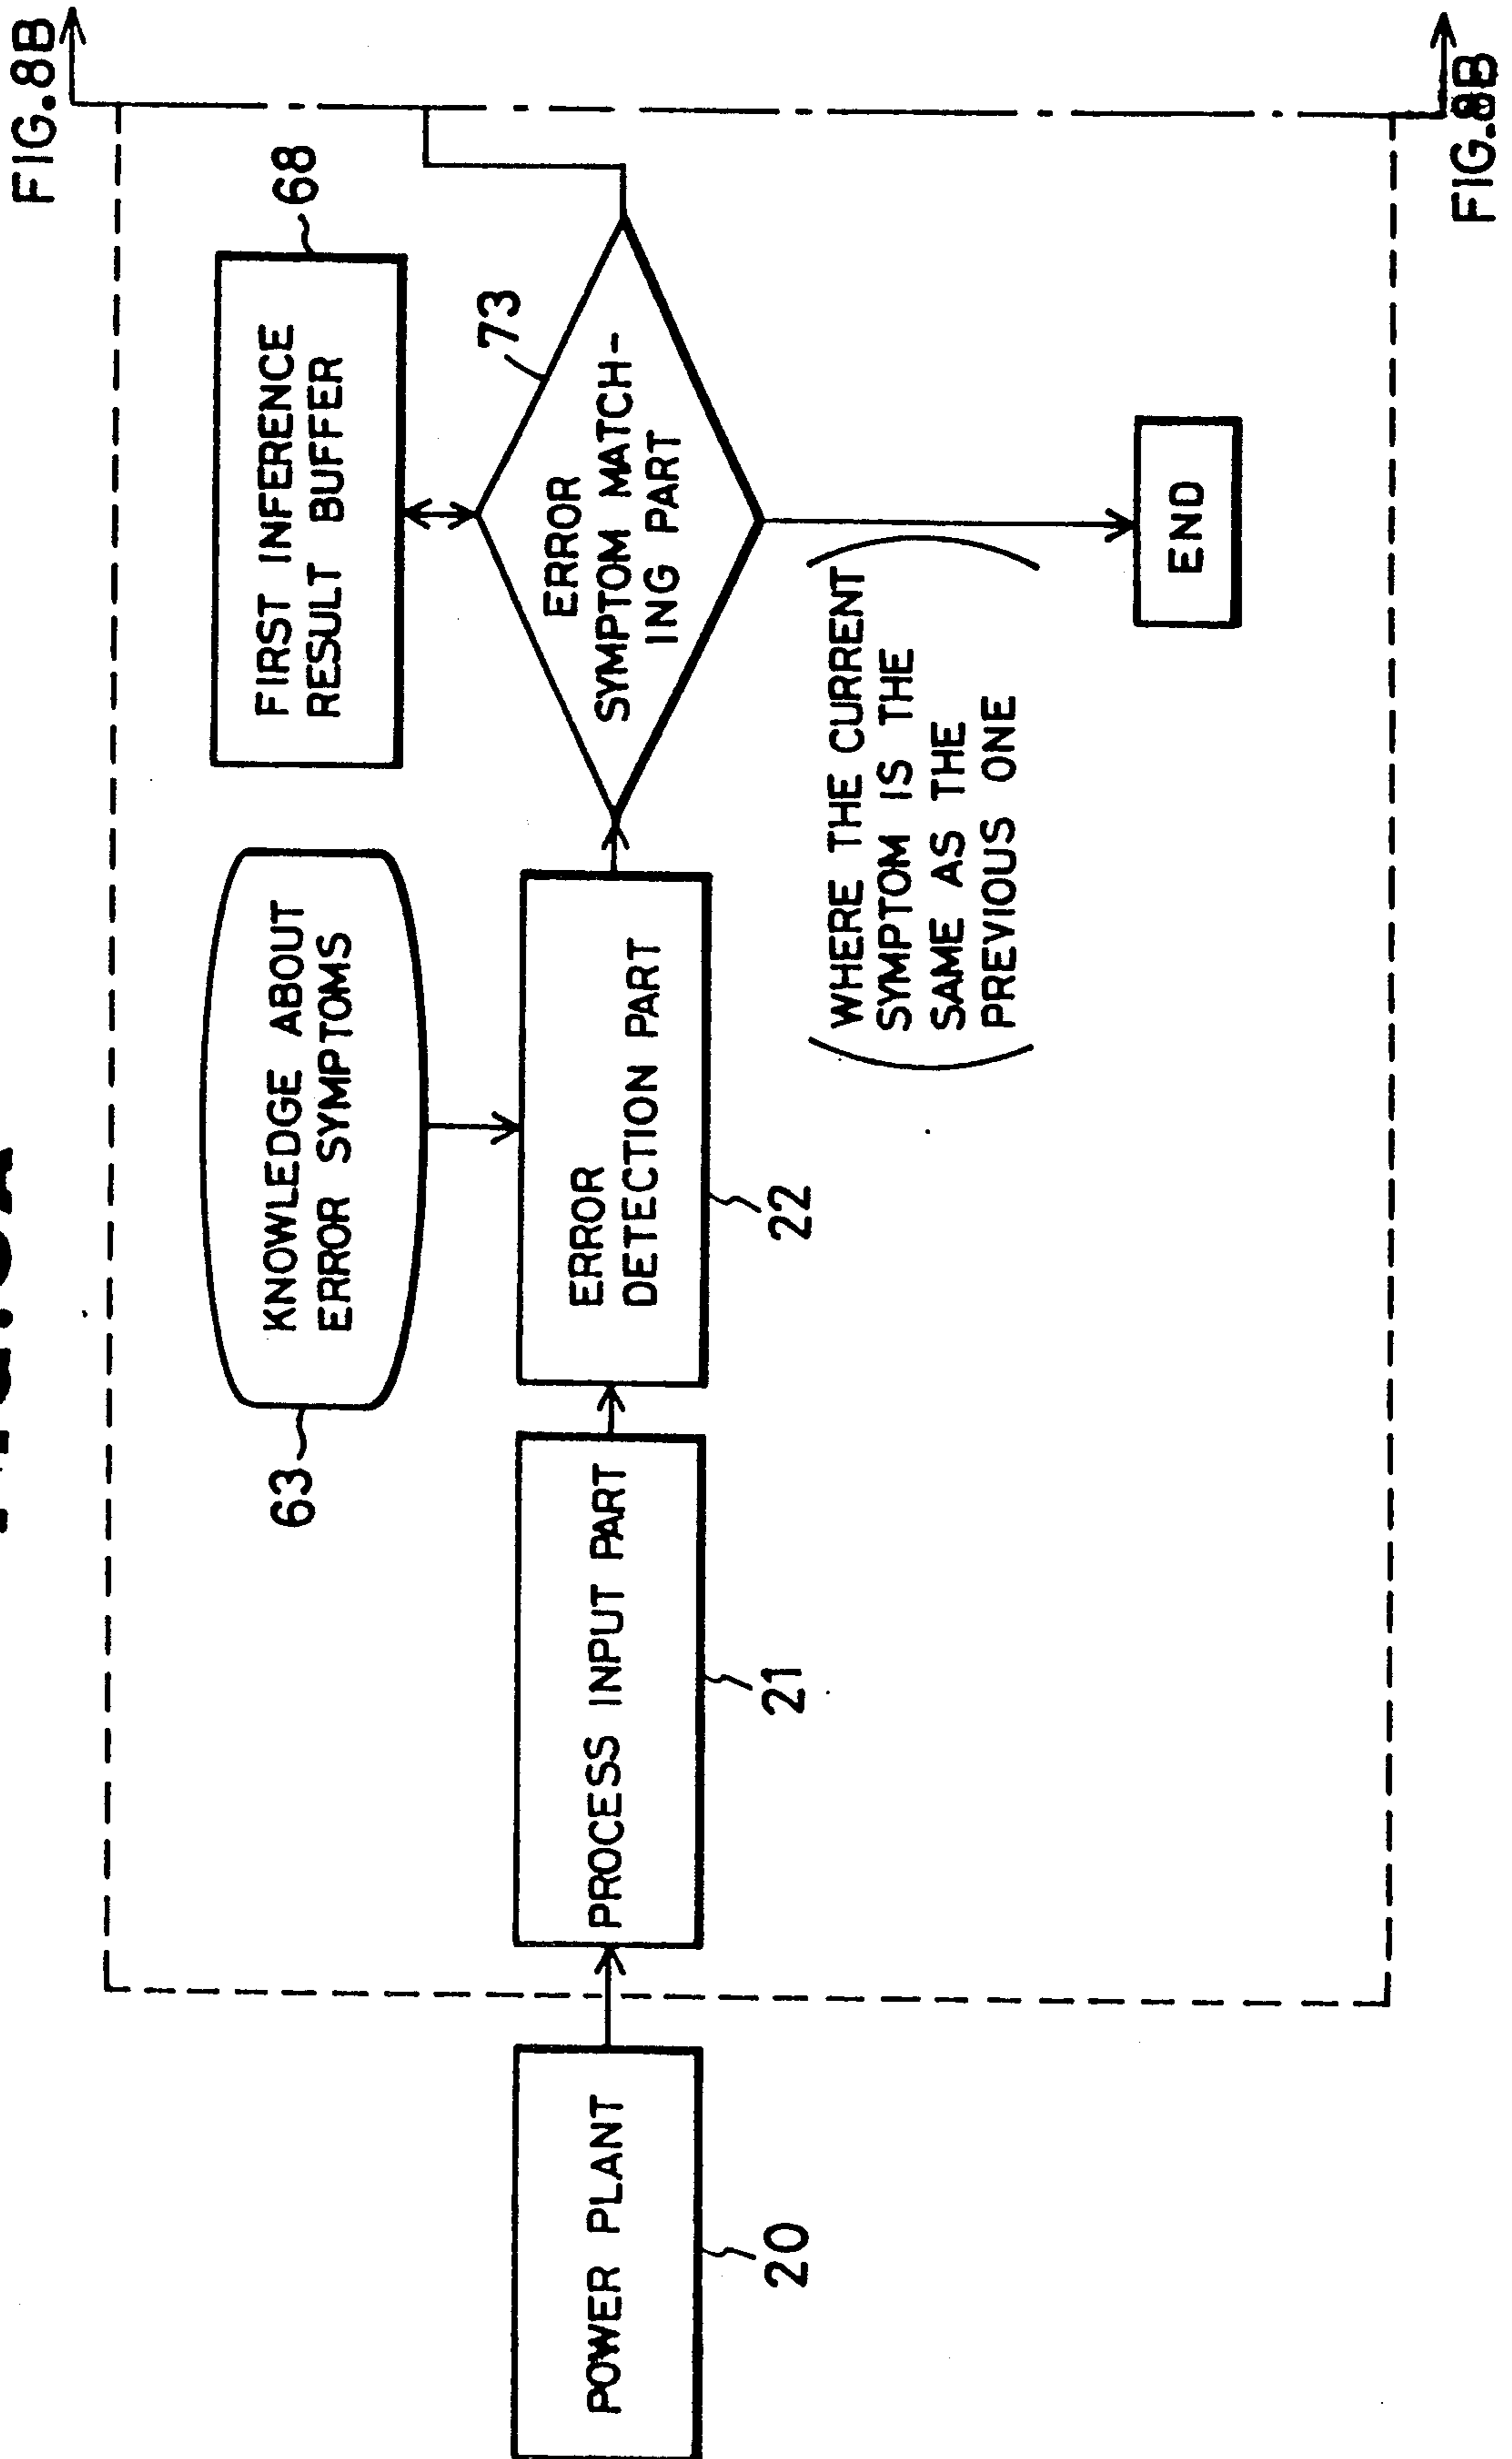 FIG.8B
FIRST INFERENCE
RESULT BUFFER
68
KNOWLEDGE ABOUT
ERROR SYMPTOMS
63
73
ERROR
SYMPTOM MATCH-
ING PART
ERROR
DETECTION PART
22
PROCESS INPUT PART
21
POWER PLANT
20
WHERE THE CURRENT
SYMPTOM IS THE
SAME AS THE
PREVIOUS ONE
END
FIG.8B